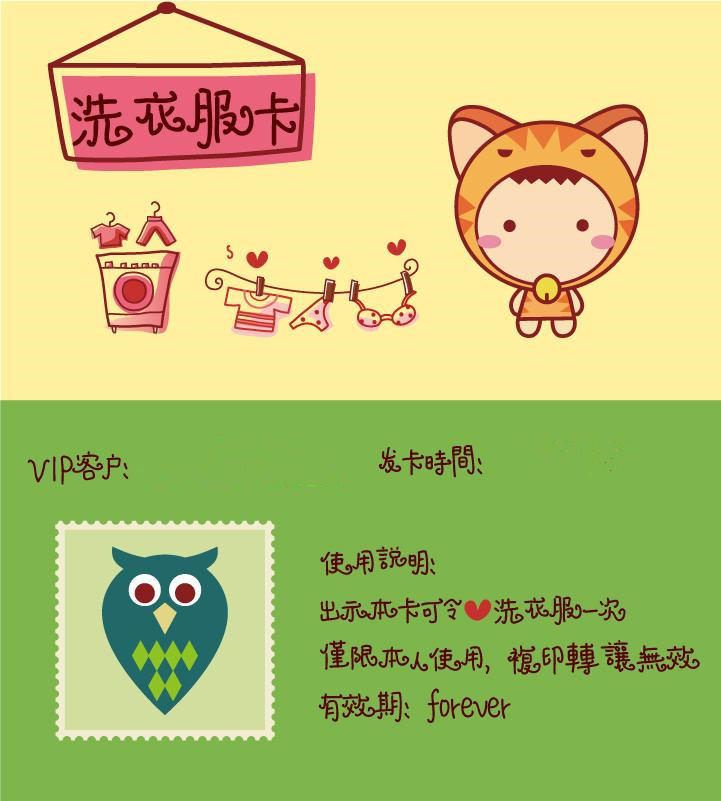 洗衣服卡
VIP客户: 发卡時間:
使用説明:
出示本卡可令❤洗衣服一次
僅限本人使用, 複印轉讓無效
有效期: forever